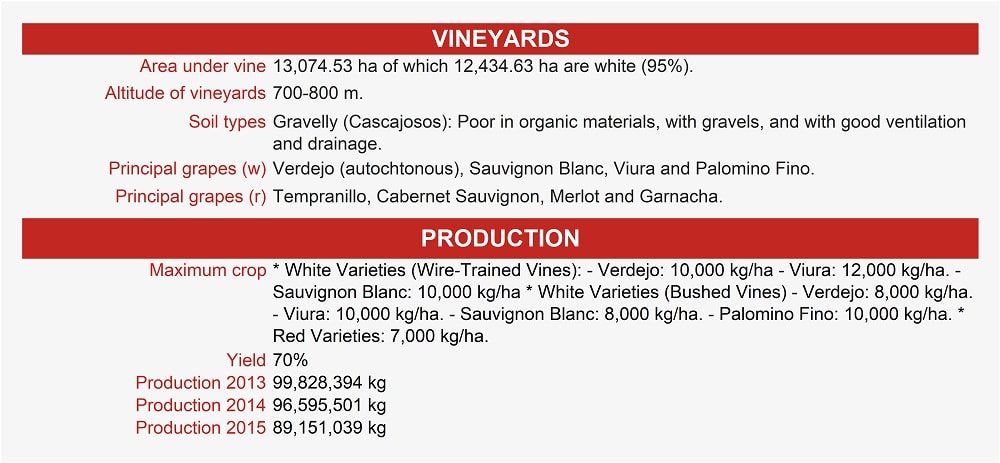 VINEYARDS
Area under vine 13,074.53 ha of which 12,434.63 ha are white (95%).
Altitude of vineyards 700-800 m.
Soil types Gravelly (Cascajosos): Poor in organic materials, with gravels, and with good ventilation
and drainage.
Principal grapes (w) Verdejo (autochtonous), Sauvignon Blanc, Viura and Palomino Fino.
Principal grapes (r) Tempranillo, Cabernet Sauvignon, Merlot and Garnacha.
PRODUCTION
Maximum crop * White Varieties (Wire-Trained Vines): - Verdejo: 10,000 kg/ha - Viura: 12,000 kg/ha. -
Sauvignon Blanc: 10,000 kg/ha * White Varieties (Bushed Vines) - Verdejo: 8,000 kg/ha.
- Viura: 10,000 kg/ha. - Sauvignon Blanc: 8,000 kg/ha. - Palomino Fino: 10,000 kg/ha. *
Red Varieties: 7,000 kg/ha.
Yield 70%
Production 2013 99,828,394 kg
Production 2014 96,595,501 kg
Production 2015 89,151,039 kg